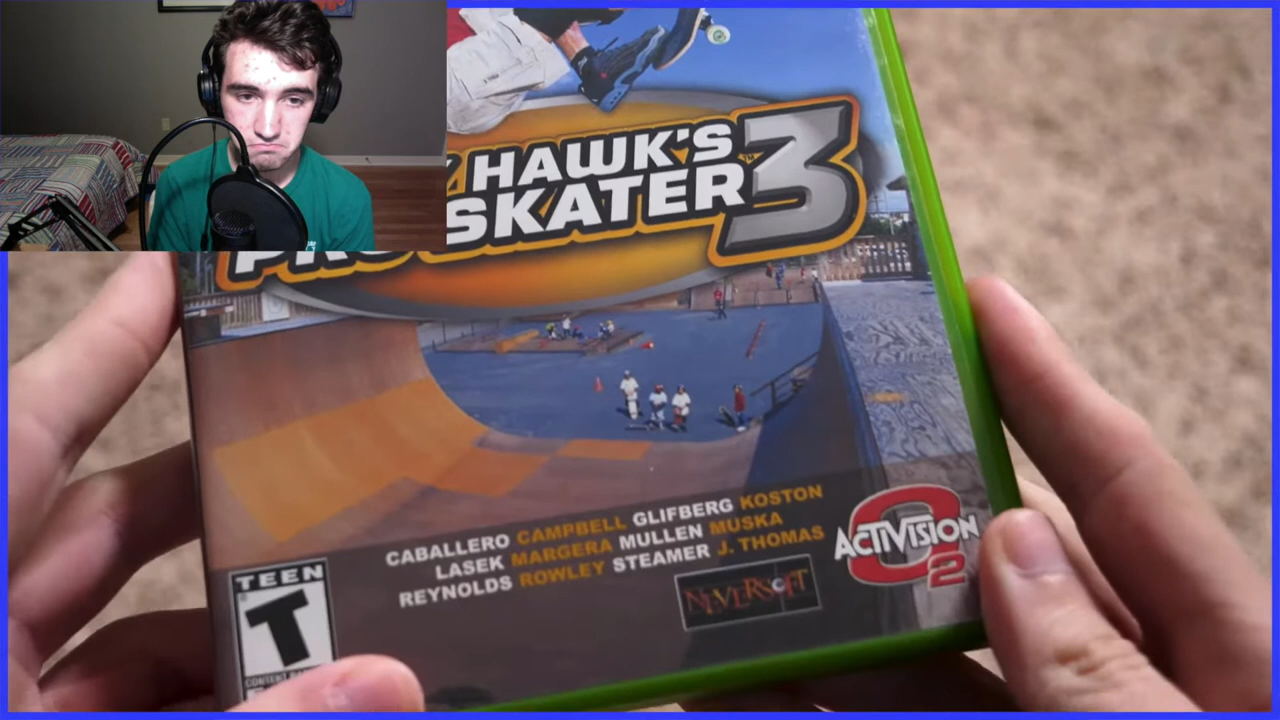 HAWK'S
SKATER 3
PRO
CABALLERO CAMPBELL GLIFBERG KOSTON
LASEK MARGERA MULLEN MUSKA
REYNOLDS ROWLEY STEAMER J. THOMAS
NEVERSOFT
ACTIVISION
O2
TEEN
T